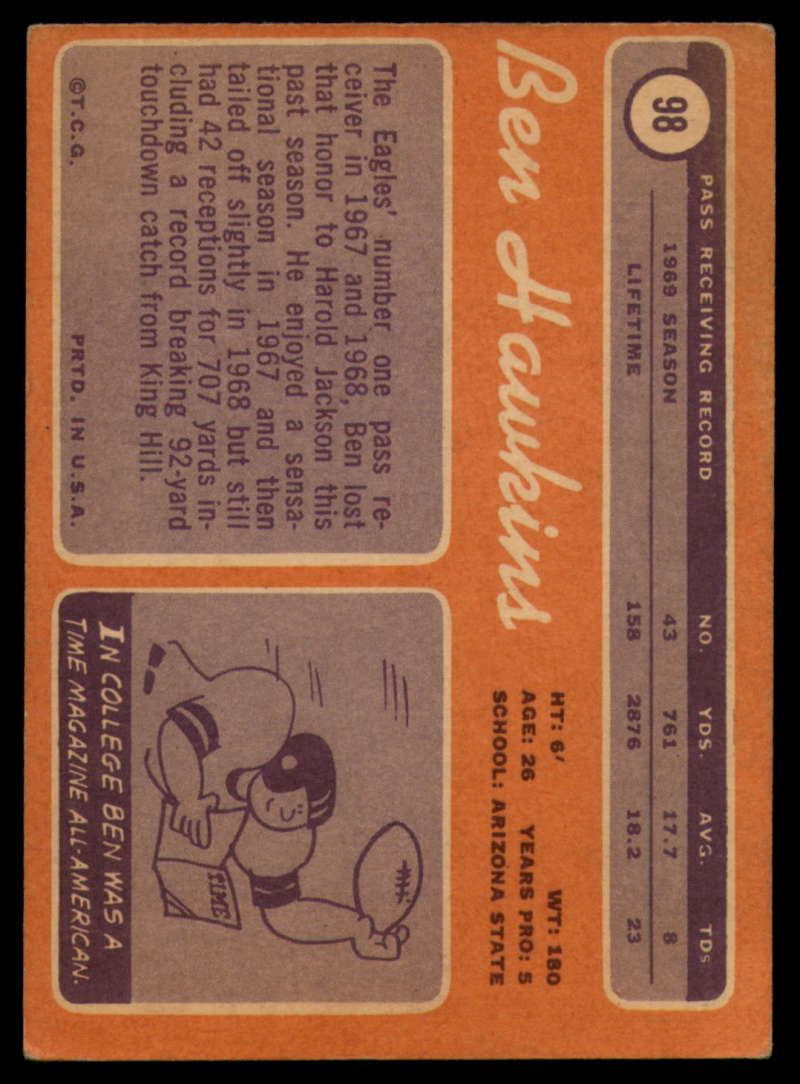 98
PASS RECEIVING RECORD NO. YDS. AVG. TDs
1969 SEASON 43 761 17.7 8
LIFETIME 158 2876 18.2 23
Ben Hawkins
HT: 6' WT: 180
AGE: 26 YEARS PRO: 5
SCHOOL: ARIZONA STATE
The Eagles' number one pass re-
ceiver in 1967 and 1968, Ben lost
that honor to Harold Jackson this
past season. He enjoyed a sensa-
tional season in 1967 and then
tailed off slightly in 1968 but still
had 42 receptions for 707 yards in-
cluding a record breaking 92-yard
touchdown catch from King Hill.
©T.C.G. PRTD. IN U.S.A.
TIME
IN COLLEGE BEN WAS A
TIME MAGAZINE ALL-AMERICAN.